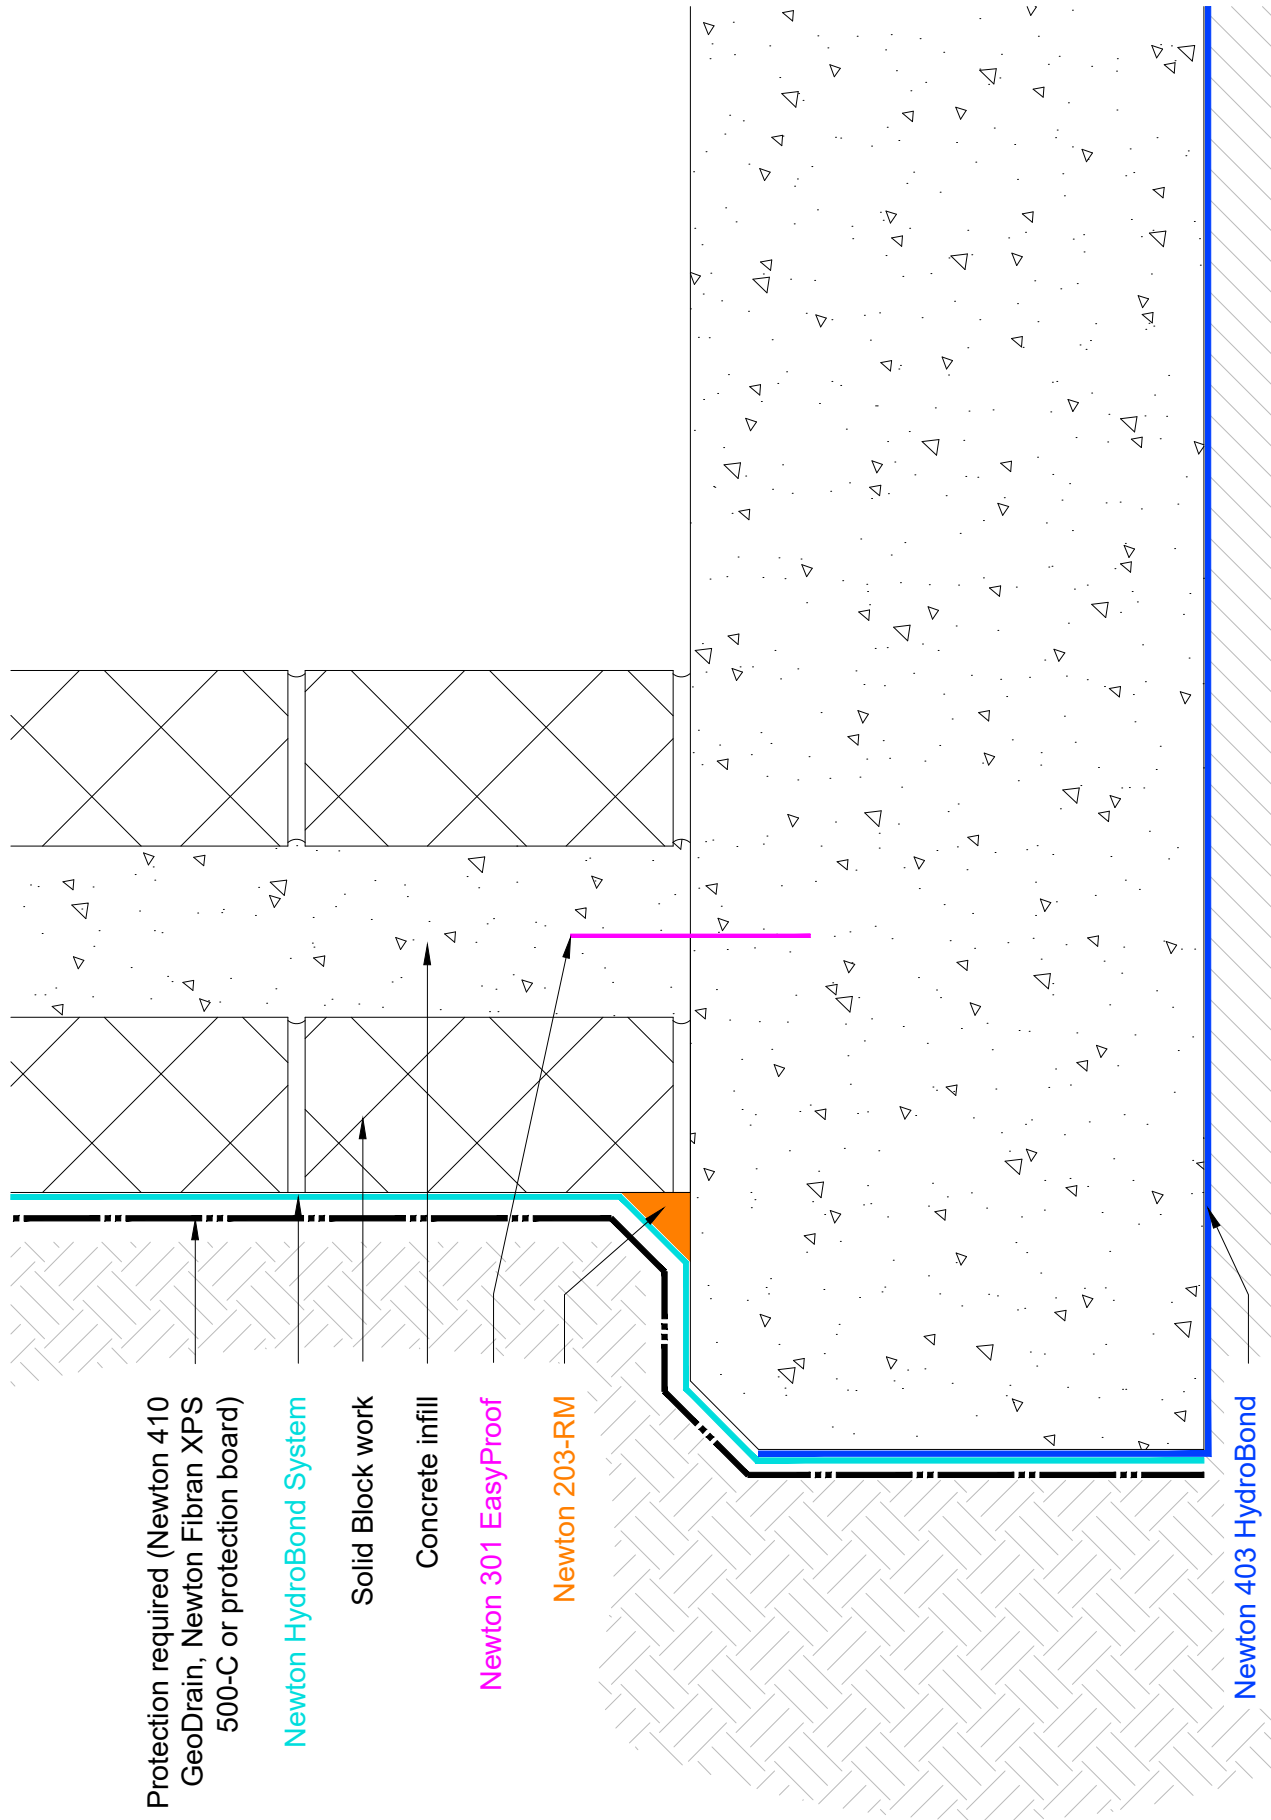 Protection required (Newton 410
GeoDrain, Newton Fibran XPS
500-C or protection board)
Newton HydroBond System
Solid Block work
Concrete infill
Newton 301 EasyProof
Newton 203-RM
Newton 403 HydroBond